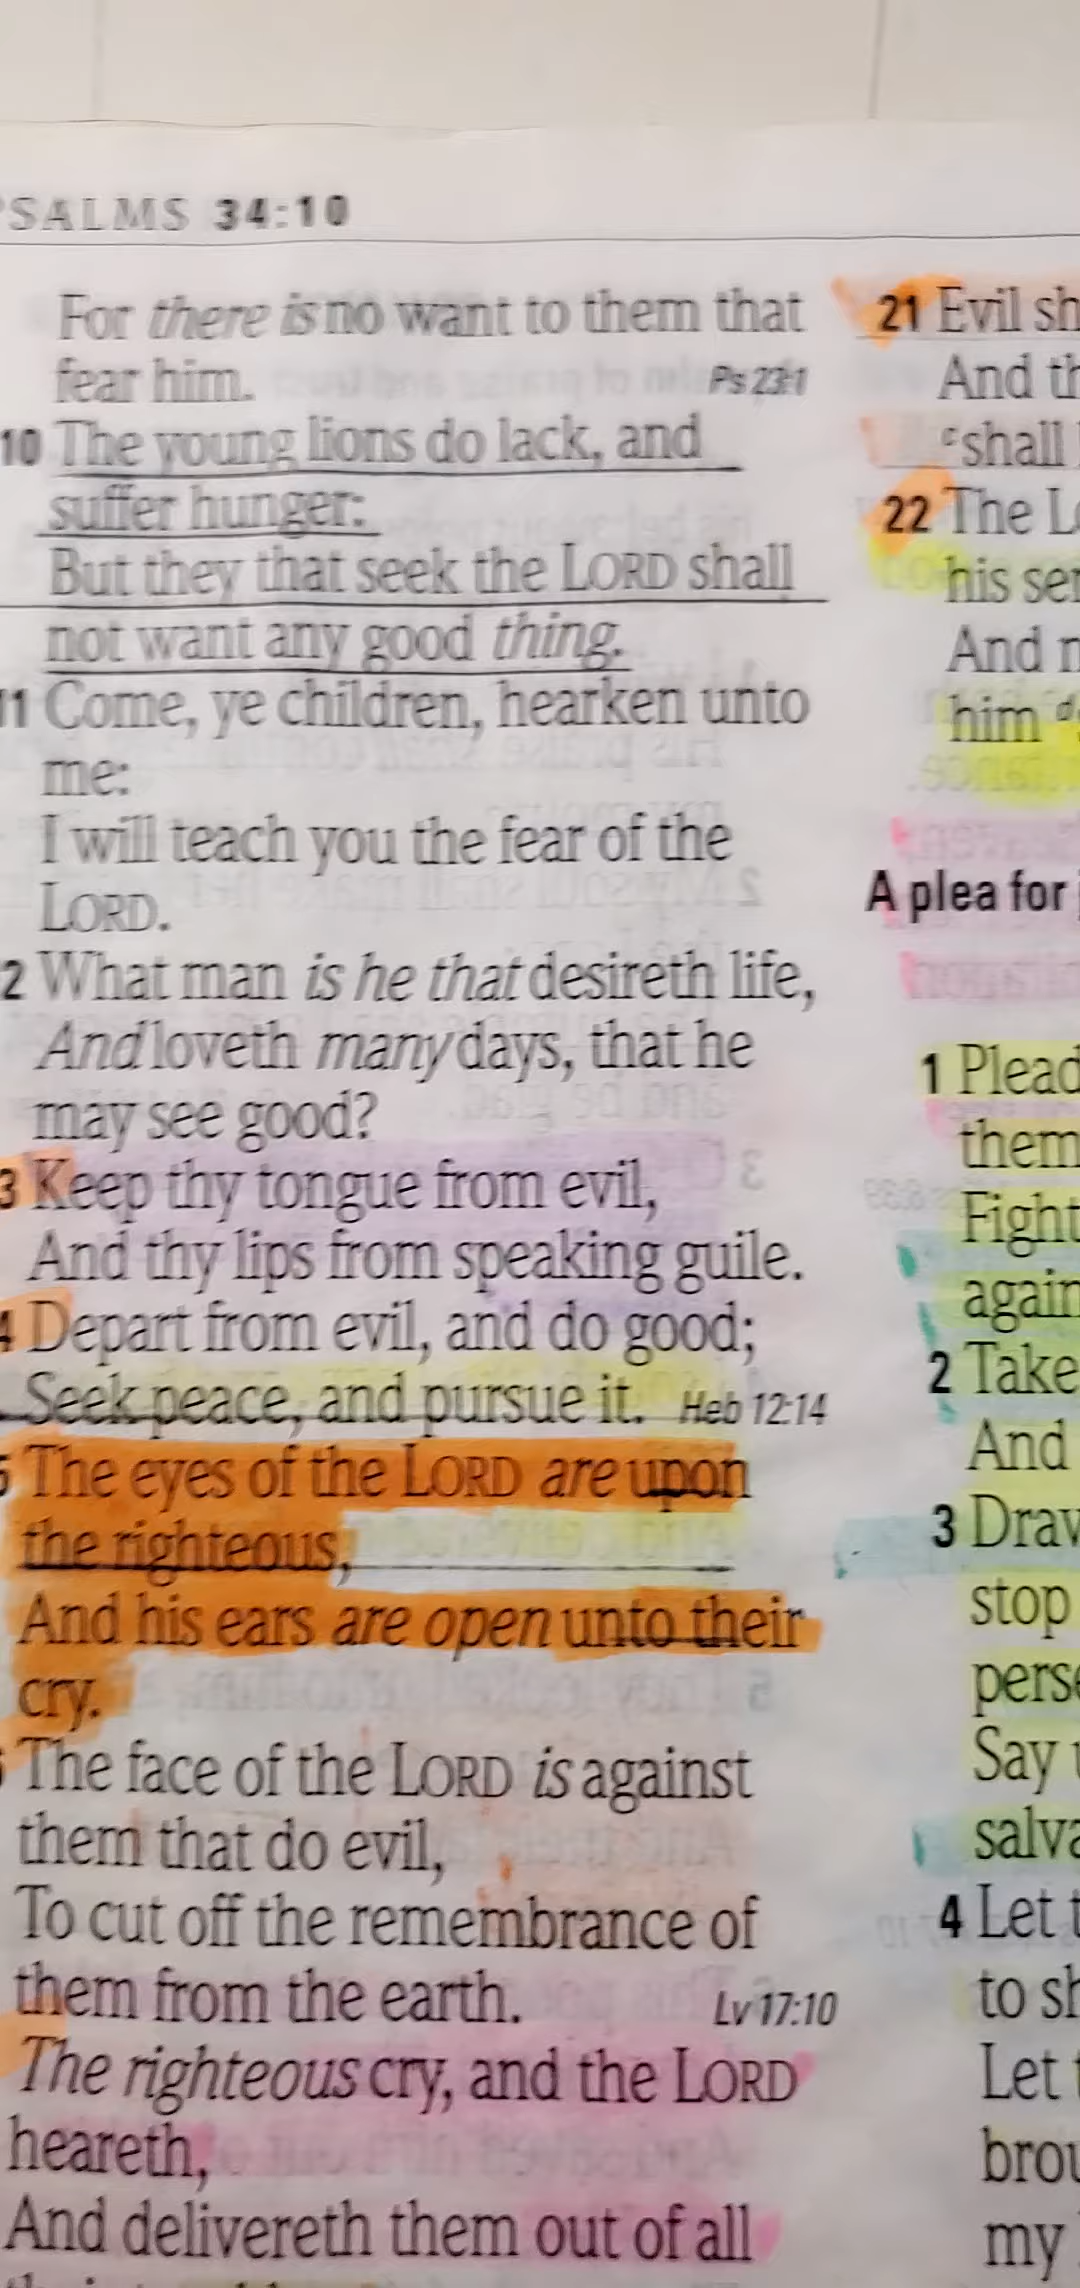 PSALMS 34:10
For there is no want to them that
fear him. Ps 23:1
10 The young lions do lack, and
suffer hunger:
But they that seek the LORD shall
not want any good thing.
11 Come, ye children, hearken unto
me:
I will teach you the fear of the
LORD.
2 What man is he that desireth life,
And loveth many days, that he
may see good?
3 Keep thy tongue from evil,
And thy lips from speaking guile.
4 Depart from evil, and do good;
Seek peace, and pursue it. Heb 12:14
5 The eyes of the LORD are upon
the righteous,
And his ears are open unto their
cry.
The face of the LORD is against
them that do evil,
To cut off the remembrance of
them from the earth. Lv 17:10
The righteous cry, and the LORD
heareth,
And delivereth them out of all
21 Evil sh
And th
c shall
22 The Lo
his ser
And n
him d
A plea for
1 Plead
them
Fight
again
2 Take
And
3 Draw
stop
perse
Say
salva
4 Let t
to sh
Let
brou
my